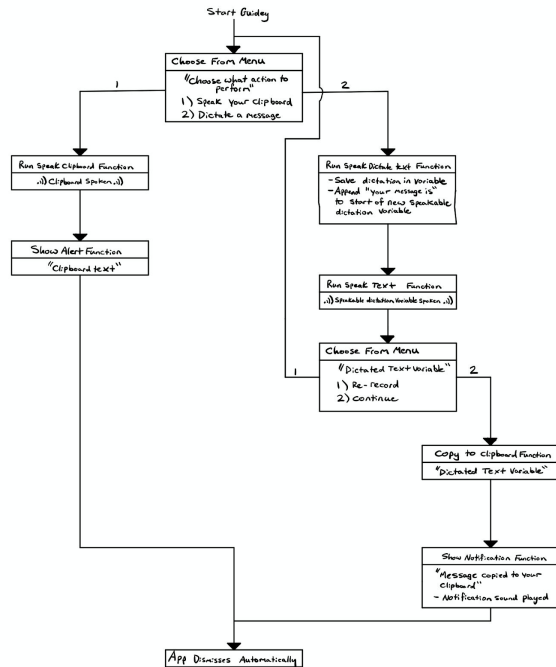 Start Guidey
Choose From Menu
"Choose what action to
perform"
1) Speak your Clipboard
2) Dictate a message
1
2
Run Speak Clipboard Function
.))) Clipboard Spoken .)))
Show Alert Function
"Clipboard text"
Run Speak Dictate text Function
- Save dictation in variable
- Append "your message is"
to start of new speakable
dictation variable
Run Speak Text Function
.))) Speakable dictation variable spoken .)))
Choose From Menu
"Dictated Text Variable"
1) Re-record
2) Continue
1
2
Copy to Clipboard Function
"Dictated Text Variable"
Show Notification Function
"Message copied to your
Clipboard"
- Notification sound played
App Dismisses Automatically